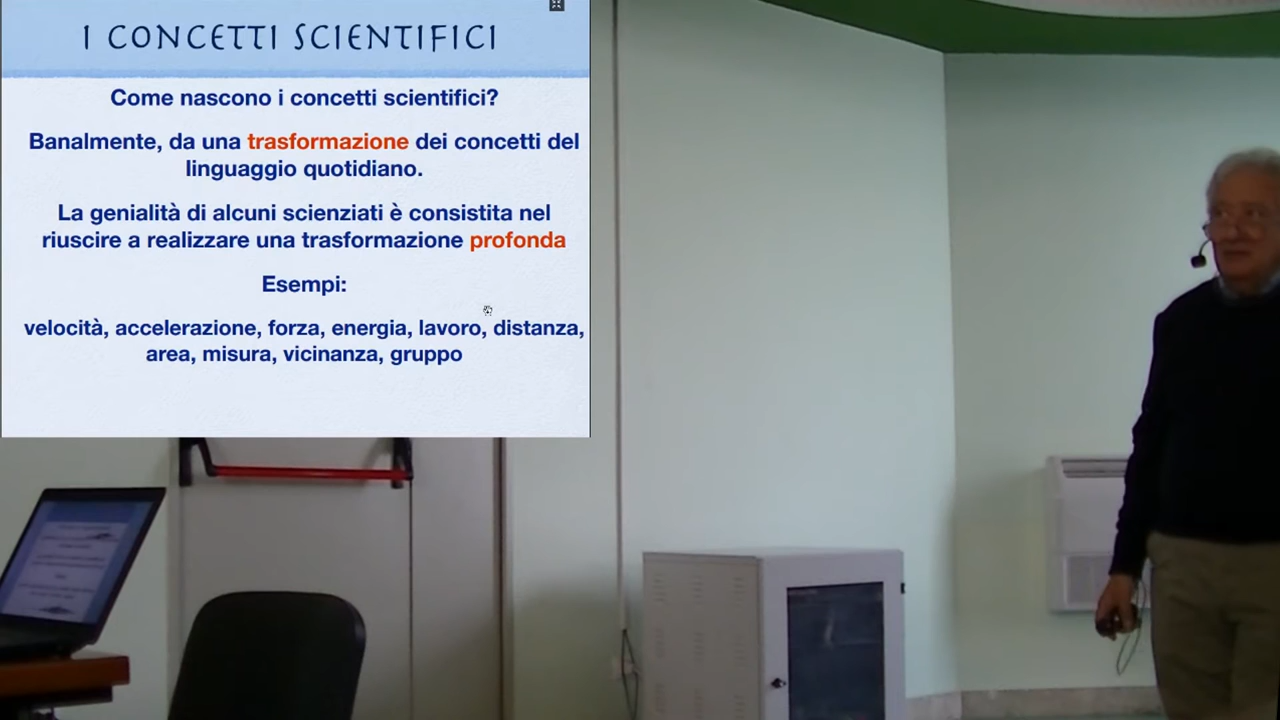 I CONCETTI SCIENTIFICI
Come nascono i concetti scientifici?
Banalmente, da una trasformazione dei concetti del
linguaggio quotidiano.
La genialità di alcuni scienziati è consistita nel
riuscire a realizzare una trasformazione profonda
Esempi:
velocità, accelerazione, forza, energia, lavoro, distanza,
area, misura, vicinanza, gruppo